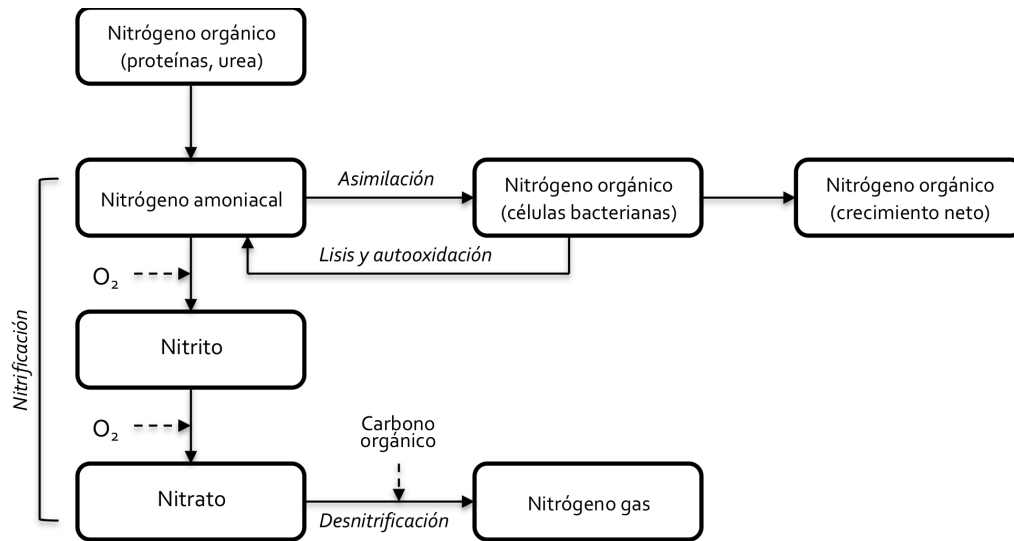 Nitrógeno orgánico
(proteínas, urea)
Nitrógeno amoniacal
Asimilación
Nitrógeno orgánico
(células bacterianas)
Nitrógeno orgánico
(crecimiento neto)
Lisis y autooxidación
O₂
Nitrificación
Nitrito
O₂
Carbono
orgánico
Nitrato
Desnitrificación
Nitrógeno gas